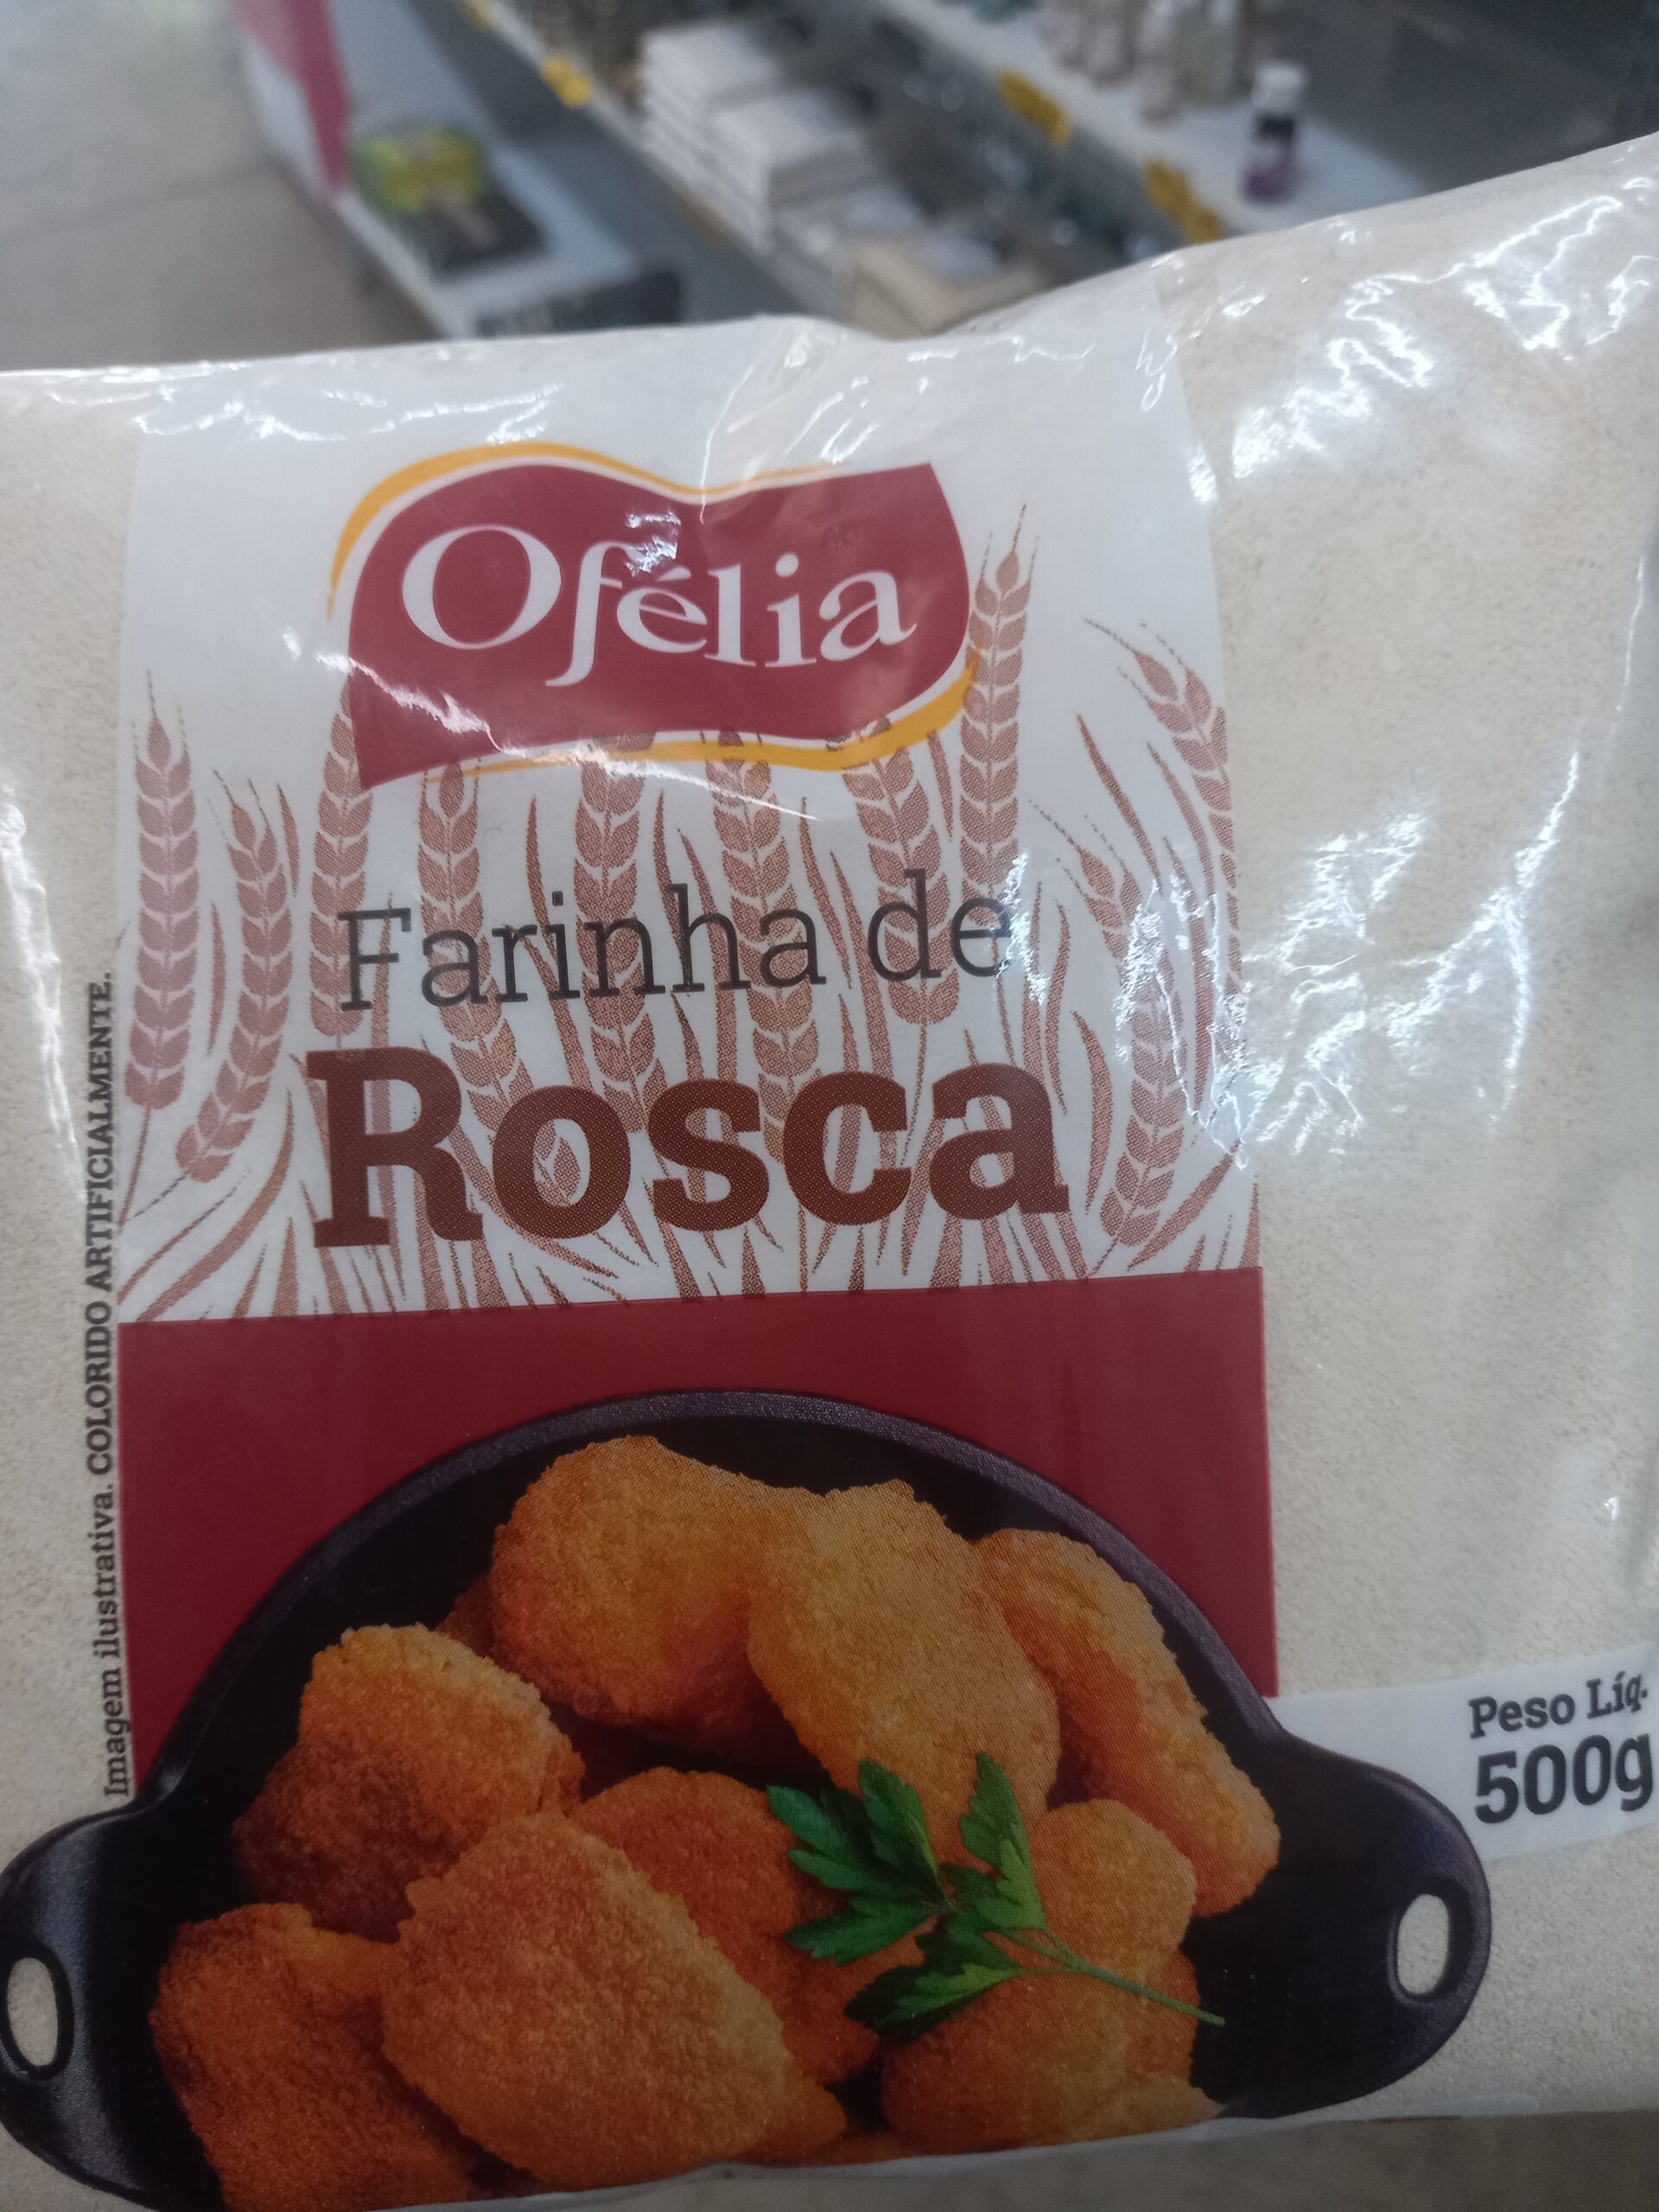 Ofélia
Farinha de
Rosca
Imagem ilustrativa. COLORIDO ARTIFICIALMENTE.
Peso Líq.
500g